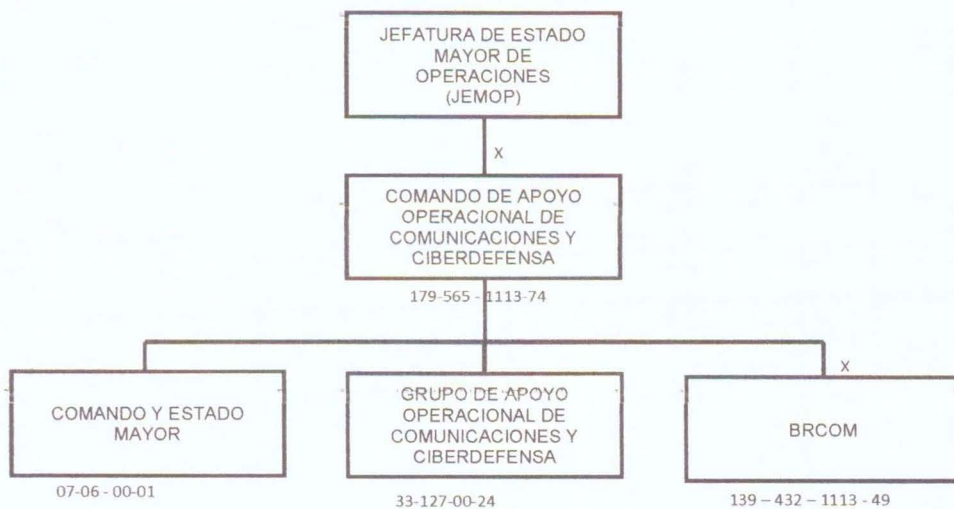 JEFATURA DE ESTADO
MAYOR DE
OPERACIONES
(JEMOP)
X
COMANDO DE APOYO
OPERACIONAL DE
COMUNICACIONES Y
CIBERDEFENSA
179-565 - 1113-74
COMANDO Y ESTADO
MAYOR
07-06 - 00-01
GRUPO DE APOYO
OPERACIONAL DE
COMUNICACIONES Y
CIBERDEFENSA
33-127-00-24
X
BRCOM
139 – 432 – 1113 - 49